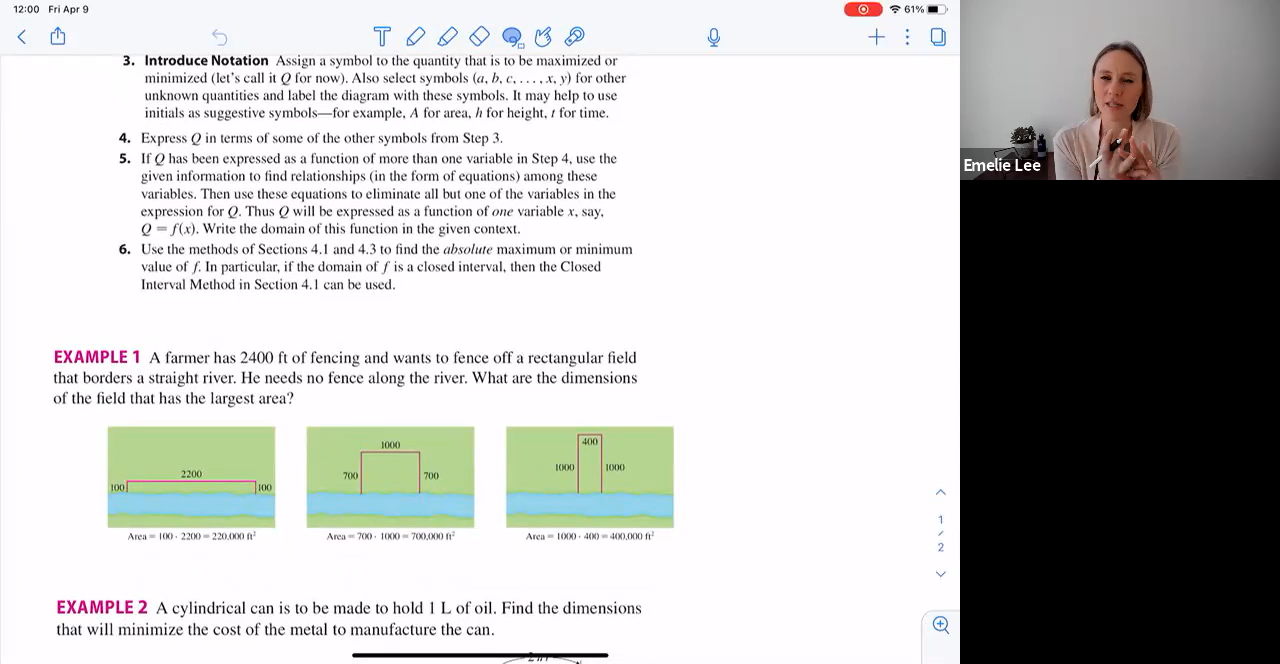 12:00 Fri Apr 9
61%
3. Introduce Notation Assign a symbol to the quantity that is to be maximized or
minimized (let's call it Q for now). Also select symbols (a, b, c, . . . , x, y) for other
unknown quantities and label the diagram with these symbols. It may help to use
initials as suggestive symbols—for example, A for area, h for height, t for time.
4. Express Q in terms of some of the other symbols from Step 3.
5. If Q has been expressed as a function of more than one variable in Step 4, use the
given information to find relationships (in the form of equations) among these
variables. Then use these equations to eliminate all but one of the variables in the
expression for Q. Thus Q will be expressed as a function of one variable x, say,
Q = f(x). Write the domain of this function in the given context.
6. Use the methods of Sections 4.1 and 4.3 to find the absolute maximum or minimum
value of f. In particular, if the domain of f is a closed interval, then the Closed
Interval Method in Section 4.1 can be used.
EXAMPLE 1 A farmer has 2400 ft of fencing and wants to fence off a rectangular field
that borders a straight river. He needs no fence along the river. What are the dimensions
of the field that has the largest area?
2200
100 100
Area = 100 · 2200 = 220,000 ft²
1000
700 700
Area = 700 · 1000 = 700,000 ft²
400
1000 1000
Area = 1000 · 400 = 400,000 ft²
EXAMPLE 2 A cylindrical can is to be made to hold 1 L of oil. Find the dimensions
that will minimize the cost of the metal to manufacture the can.
1
/
2
Emelie Lee